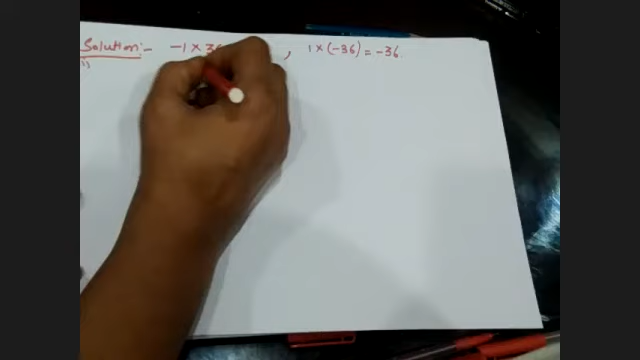 Solution:- -1 × 36 , 1 × (-36) = -36.